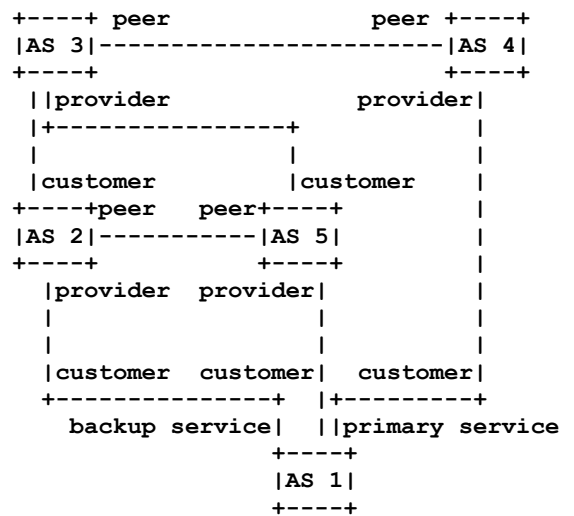 +----+ peer                  peer +----+
|AS 3|-------------------------|AS 4|
+----+                         +----+
 ||provider              provider|
 |+-----------------+            |
 |                  |            |
 |customer          |customer    |
+----+peer   peer+----+          |
|AS 2|-----------|AS 5|          |
+----+           +----+          |
  |provider  provider|           |
  |                  |           |
  |                  |           |
  |customer  customer|  customer|
  +---------------+  |+---------+
    backup service|  ||primary service
                  +----+
                  |AS 1|
                  +----+